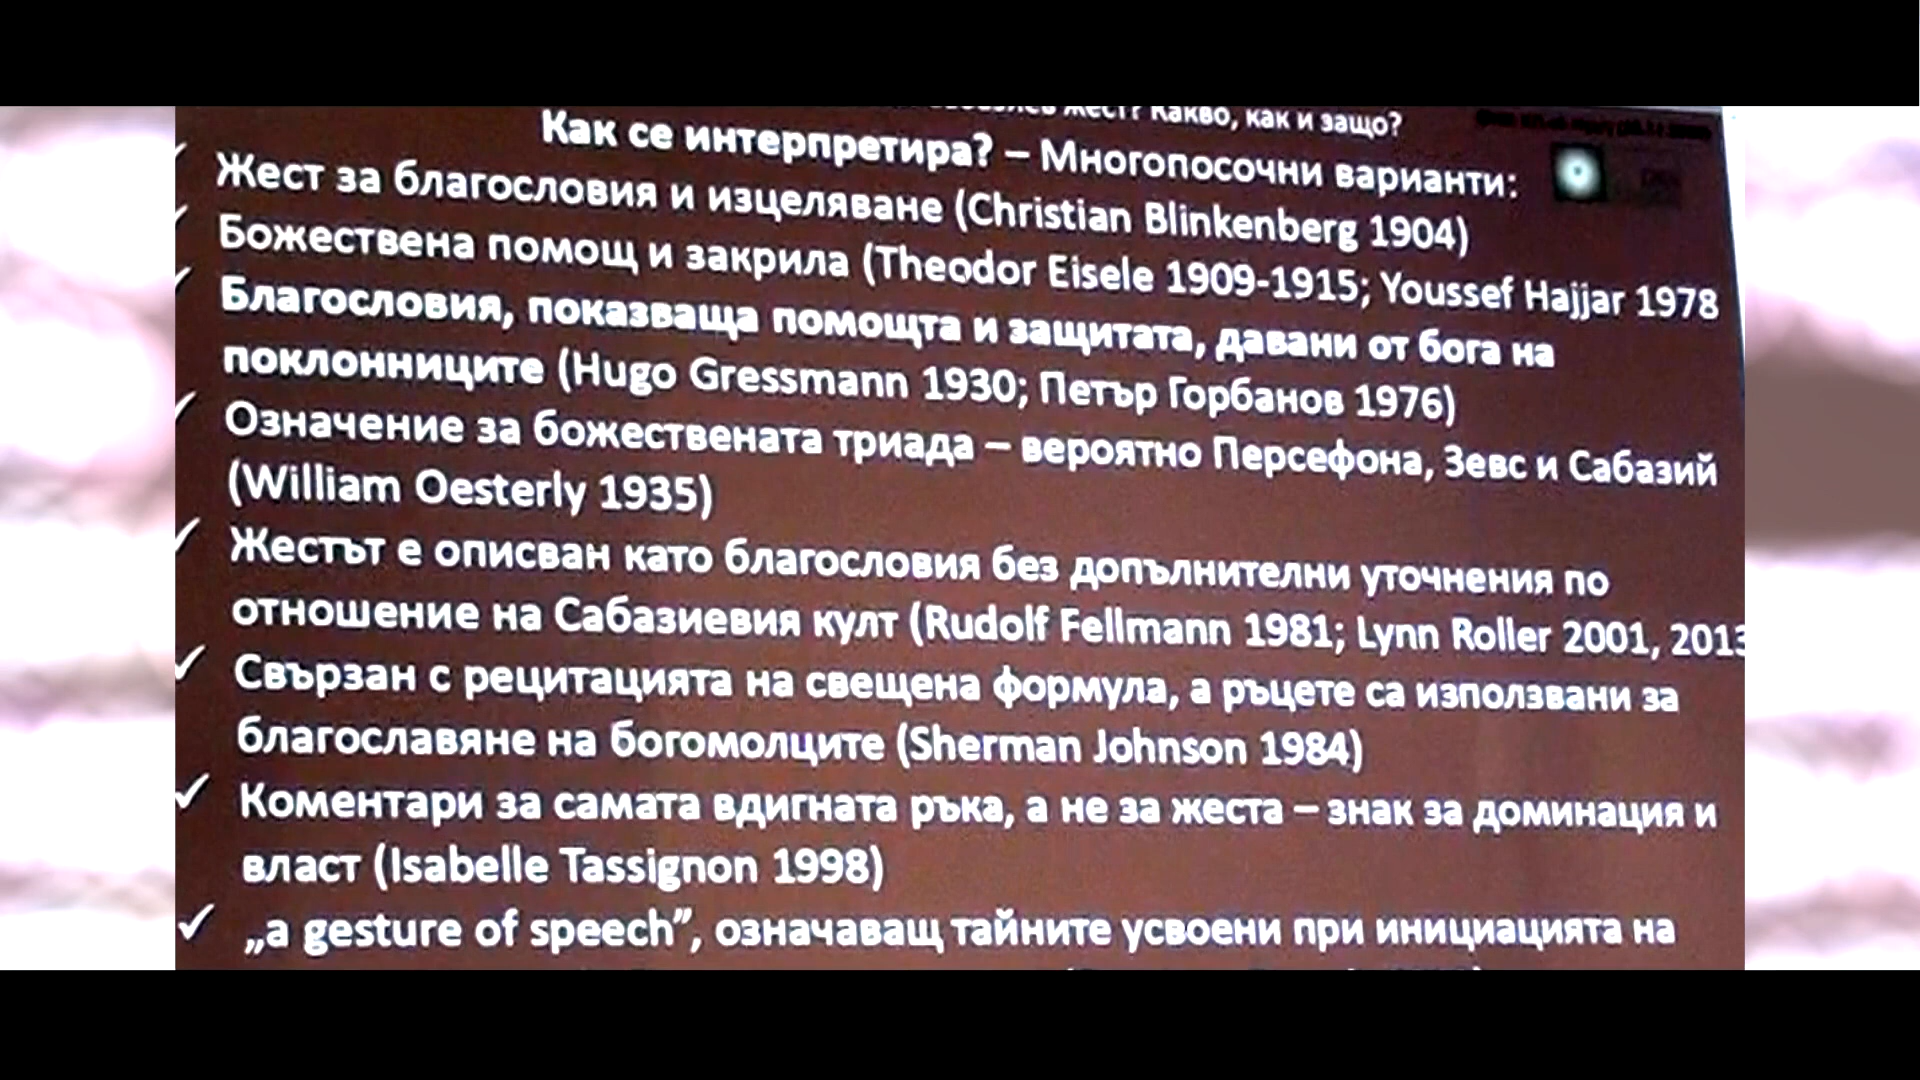 жест? Какво, как и защо?
Как се интерпретира? – Многопосочни варианти:
✓ Жест за благословия и изцеляване (Christian Blinkenberg 1904)
✓ Божествена помощ и закрила (Theodor Eisele 1909-1915; Youssef Hajjar 1978
✓ Благословия, показваща помощта и защитата, давани от бога на
поклонниците (Hugo Gressmann 1930; Петър Горбанов 1976)
✓ Означение за божествената триада – вероятно Персефона, Зевс и Сабазий
(William Oesterly 1935)
✓ Жестът е описван като благословия без допълнителни уточнения по
отношение на Сабазиевия култ (Rudolf Fellmann 1981; Lynn Roller 2001, 2013
✓ Свързан с рецитацията на свещена формула, а ръцете са използвани за
благославяне на богомолците (Sherman Johnson 1984)
✓ Коментари за самата вдигната ръка, а не за жеста – знак за доминация и
власт (Isabelle Tassignon 1998)
✓ „a gesture of speech”, означаващ тайните усвоени при инициацията на